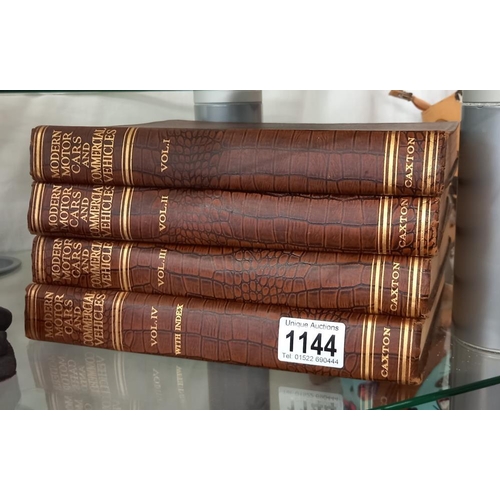 MODERN
MOTOR
CARS
AND
COMMERCIAL
VEHICLES
VOL.I
CAXTON
MODERN
MOTOR
CARS
AND
COMMERCIAL
VEHICLES
VOL.II
CAXTON
MODERN
MOTOR
CARS
AND
COMMERCIAL
VEHICLES
VOL.III
CAXTON
MODERN
MOTOR
CARS
AND
COMMERCIAL
VEHICLES
VOL.IV
WITH INDEX
CAXTON
Unique Auctions
1144
Tel 01522 690444